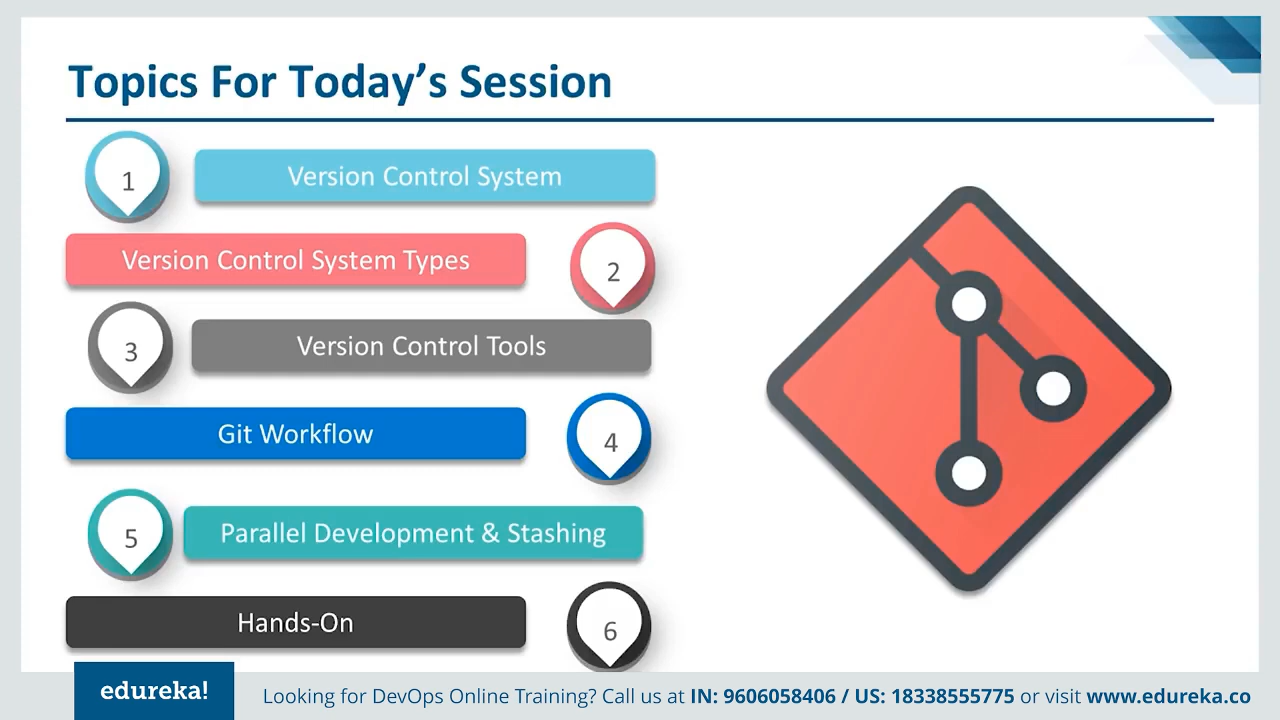 Topics For Today’s Session
1
Version Control System
Version Control System Types
2
3
Version Control Tools
Git Workflow
4
5
Parallel Development & Stashing
Hands-On
6
edureka!
Looking for DevOps Online Training? Call us at IN: 9606058406 / US: 18338555775 or visit www.edureka.co